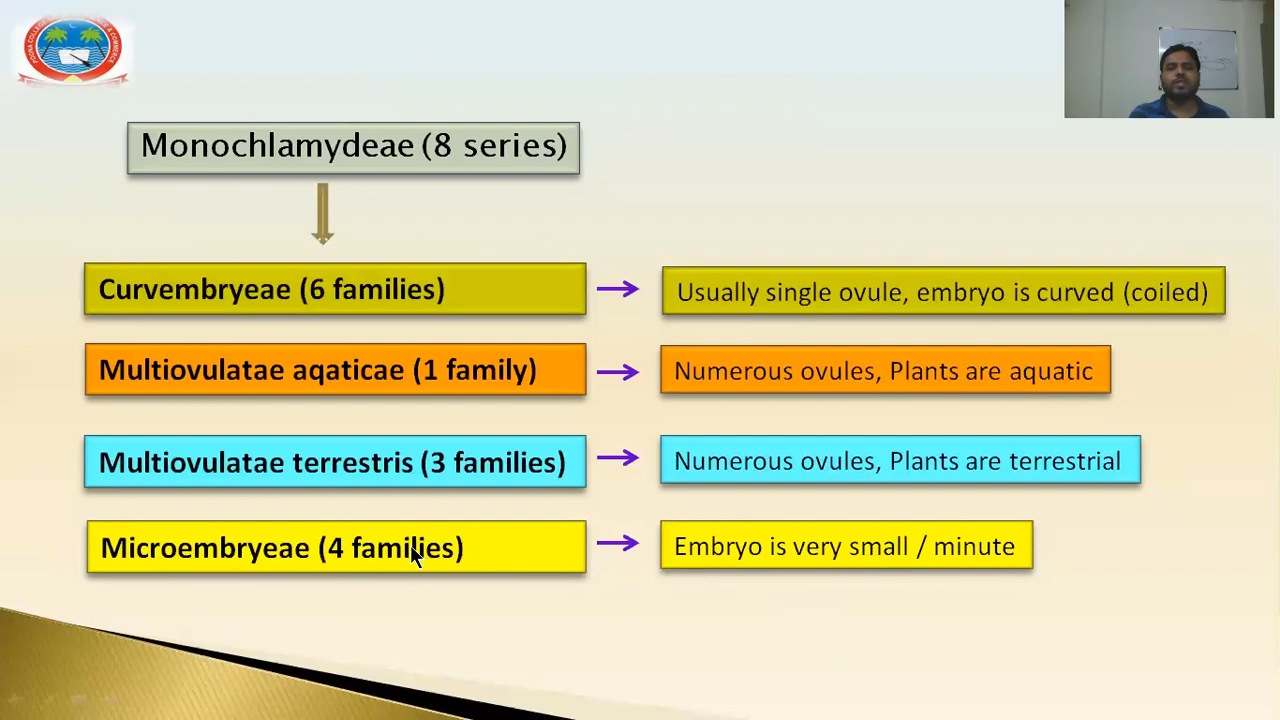 Monochlamydeae (8 series)
Curvembryeae (6 families)
Usually single ovule, embryo is curved (coiled)
Multiovulatae aqaticae (1 family)
Numerous ovules, Plants are aquatic
Multiovulatae terrestris (3 families)
Numerous ovules, Plants are terrestrial
Microembryeae (4 families)
Embryo is very small / minute